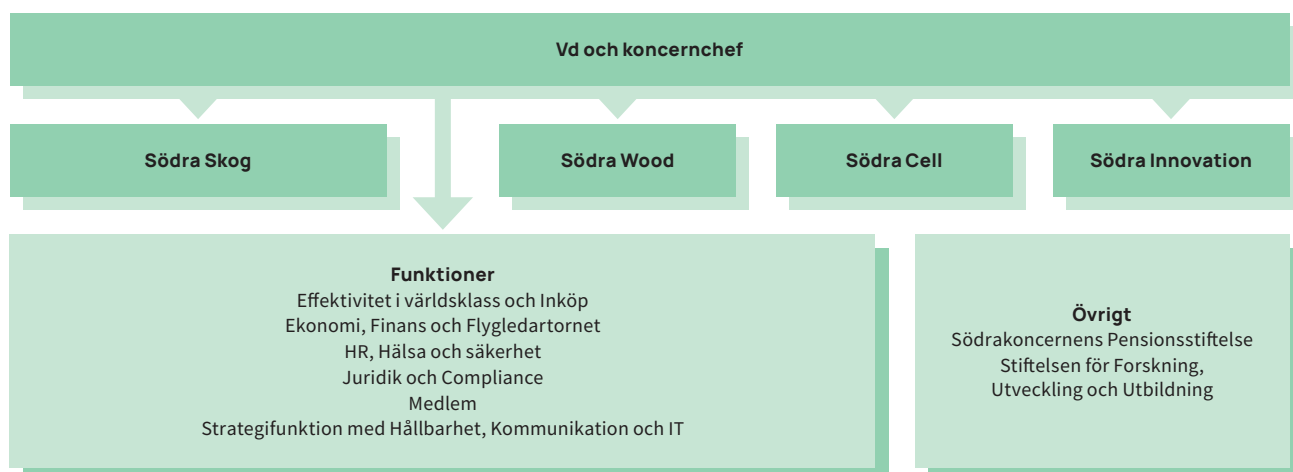 Vd och koncernchef
Södra Skog
Södra Wood
Södra Cell
Södra Innovation
Funktioner
Effektivitet i världsklass och Inköp
Ekonomi, Finans och Flygledartornet
HR, Hälsa och säkerhet
Juridik och Compliance
Medlem
Strategifunktion med Hållbarhet, Kommunikation och IT
Övrigt
Södrakoncernens Pensionsstiftelse
Stiftelsen för Forskning,
Utveckling och Utbildning